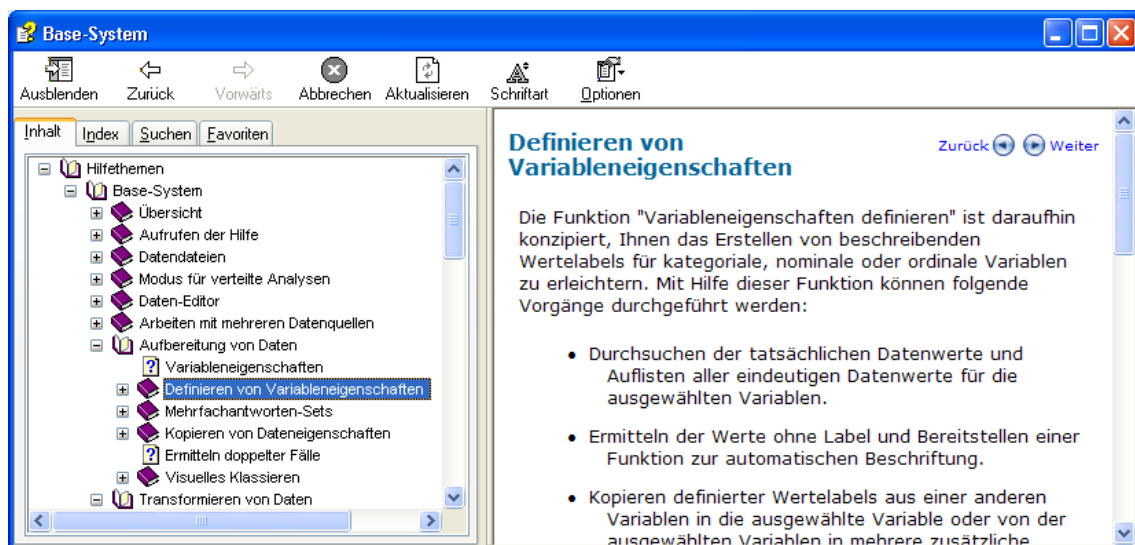 Base-System
Ausblenden Zurück Vorwärts Abbrechen Aktualisieren Schriftart Optionen
Inhalt Index Suchen Favoriten
Hilfethemen
Base-System
Übersicht
Aufrufen der Hilfe
Datendateien
Modus für verteilte Analysen
Daten-Editor
Arbeiten mit mehreren Datenquellen
Aufbereitung von Daten
Variableneigenschaften
Definieren von Variableneigenschaften
Mehrfachantworten-Sets
Kopieren von Dateneigenschaften
Ermitteln doppelter Fälle
Visuelles Klassieren
Transformieren von Daten
Definieren von
Variableneigenschaften
Zurück Weiter
Die Funktion "Variableneigenschaften definieren" ist daraufhin
konzipiert, Ihnen das Erstellen von beschreibenden
Wertelabels für kategoriale, nominale oder ordinale Variablen
zu erleichtern. Mit Hilfe dieser Funktion können folgende
Vorgänge durchgeführt werden:
• Durchsuchen der tatsächlichen Datenwerte und
Auflisten aller eindeutigen Datenwerte für die
ausgewählten Variablen.
• Ermitteln der Werte ohne Label und Bereitstellen einer
Funktion zur automatischen Beschriftung.
• Kopieren definierter Wertelabels aus einer anderen
Variablen in die ausgewählte Variable oder von der
ausgewählten Variablen in mehrere zusätzliche